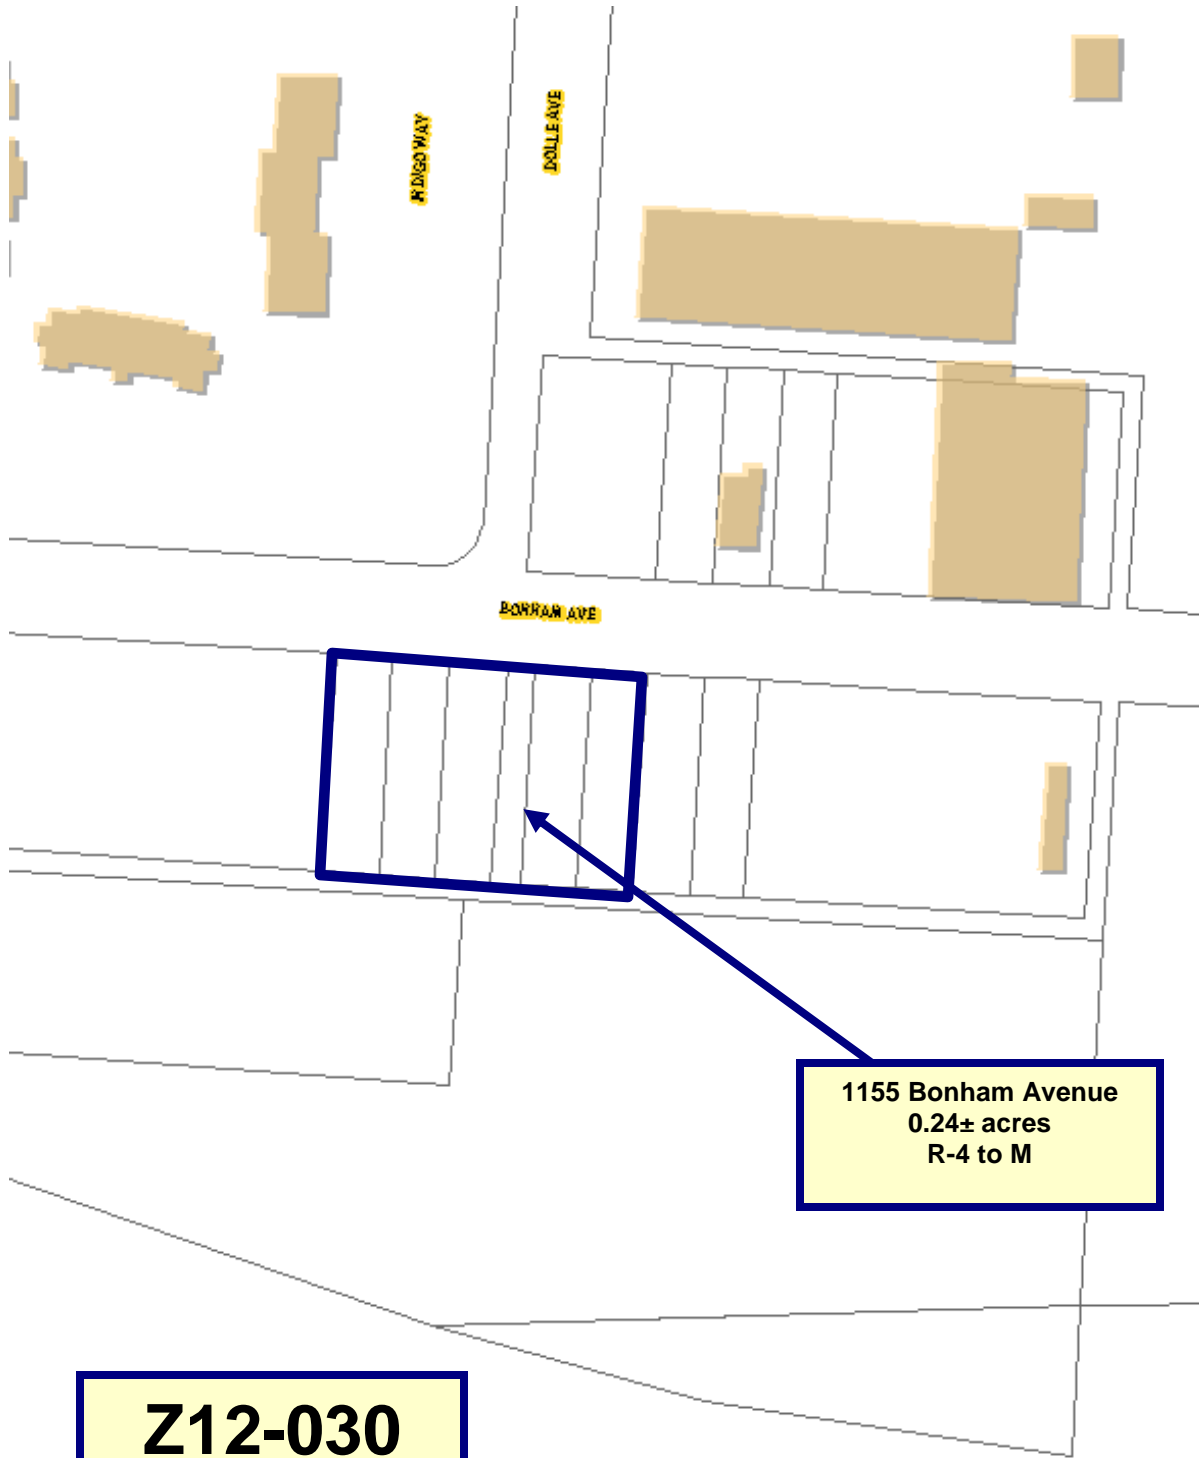 DOLLE AVE
BONHAM AVE
1155 Bonham Avenue
0.24± acres
R-4 to M
Z12-030